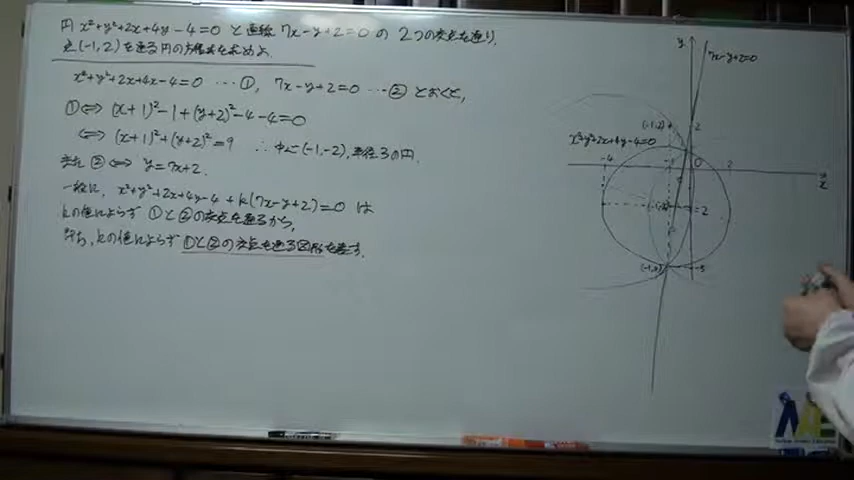 円 x²+y²+2x+4y-4=0 と直線 7x-y+2=0 の 2つの交点を通り,
点(-1,2)を通る円の方程式を求めよ.
x²+y²+2x+4x-4=0 …①, 7x-y+2=0 …② とおくと,
①⇔ (x+1)²-1+(y+2)²-4-4=0
⇔ (x+1)²+(y+2)²=9 ∴中心(-1,-2), 半径3の円.
また ②⇔ y=7x+2.
一般に, x²+y²+2x+4y-4+k(7x-y+2)=0 は
kの値によらず ①と②の交点を通るから,
即ち, kの値によらず ①と②の交点を通る図形を表す.
y
7x-y+2=0
(-1,2)
2
x²+y²+2x+4y-4=0
-4
-1
0
2
x
-2
-5